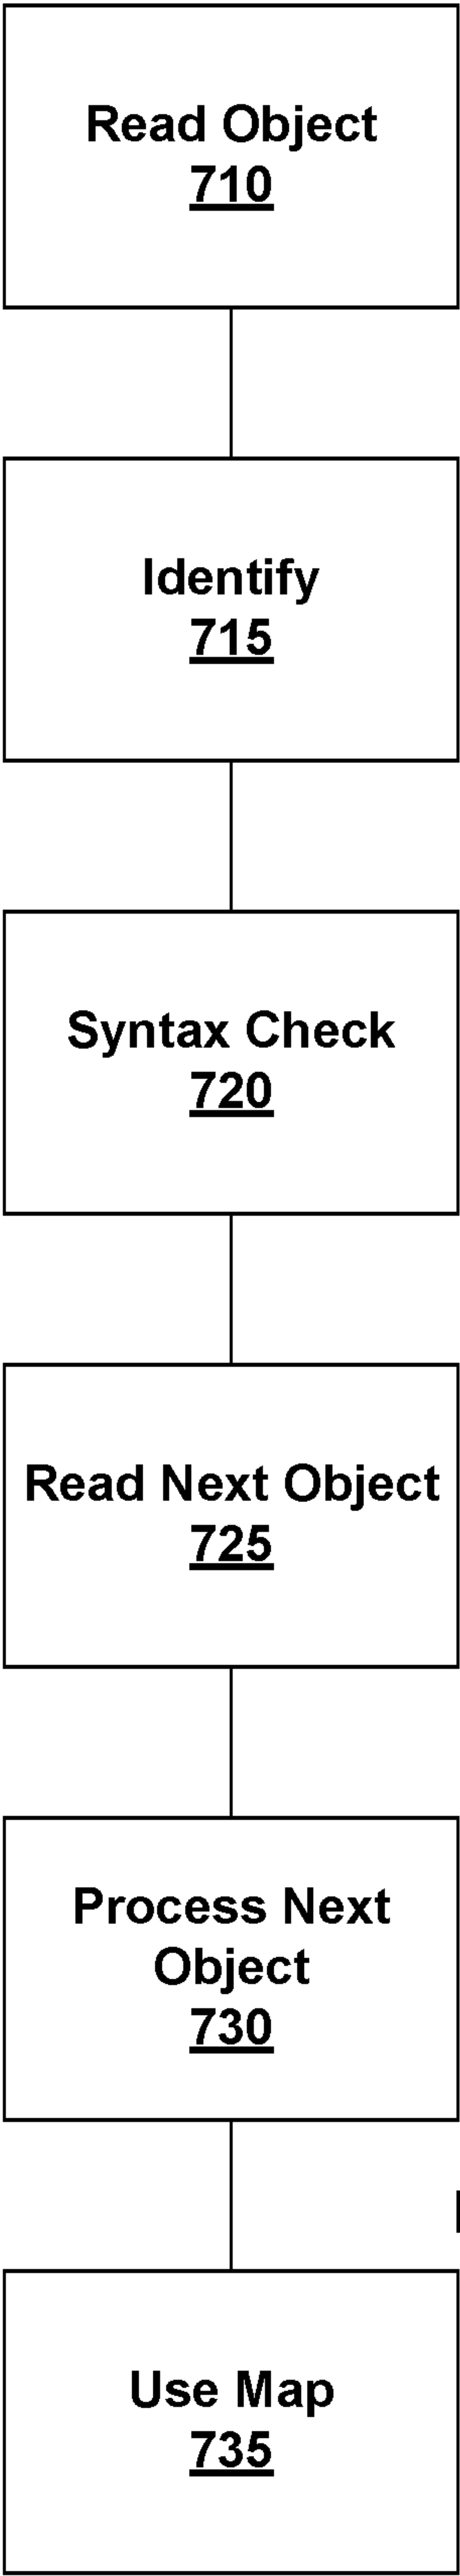 Read Object
710
Identify
715
Syntax Check
720
Read Next Object
725
Process Next
Object
730
Use Map
735